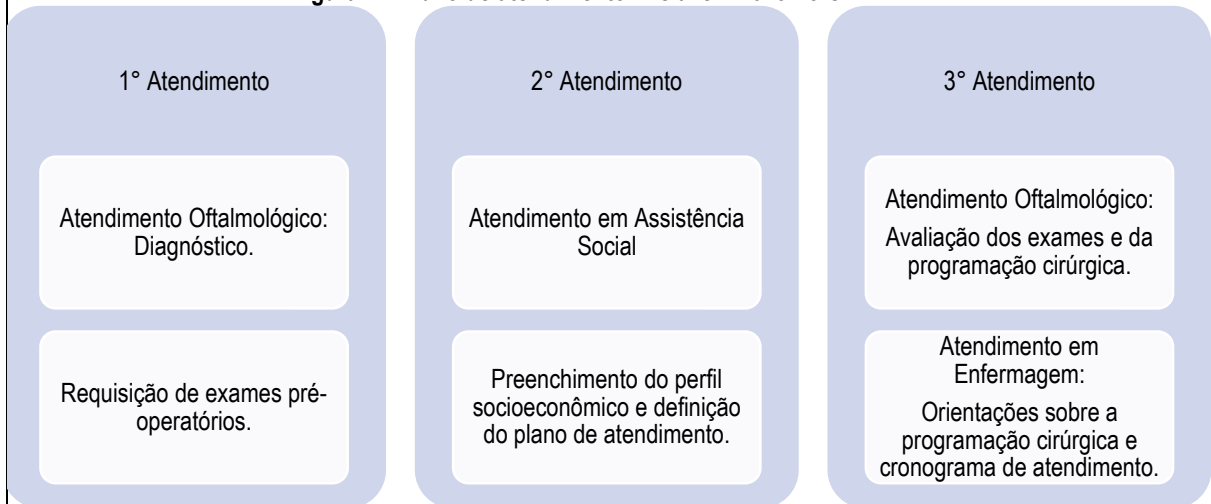 1° Atendimento
Atendimento Oftalmológico:
Diagnóstico.
Requisição de exames pré-
operatórios.
2° Atendimento
Atendimento em Assistência
Social
Preenchimento do perfil
socioeconômico e definição
do plano de atendimento.
3° Atendimento
Atendimento Oftalmológico:
Avaliação dos exames e da
programação cirúrgica.
Atendimento em
Enfermagem:
Orientações sobre a
programação cirúrgica e
cronograma de atendimento.